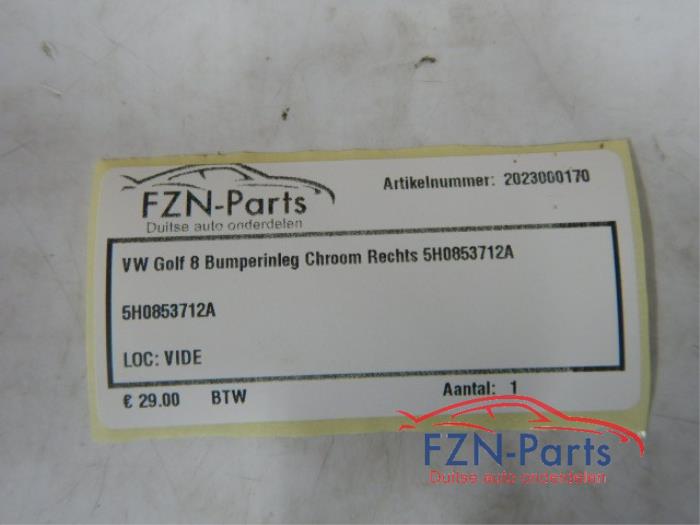 FZN-Parts
Duitse auto onderdelen
Artikelnummer: 2023000170
VW Golf 8 Bumperinleg Chroom Rechts 5H0853712A
5H0853712A
LOC: VIDE
€ 29.00 BTW Aantal: 1
FZN-Parts
Duitse auto onderdelen